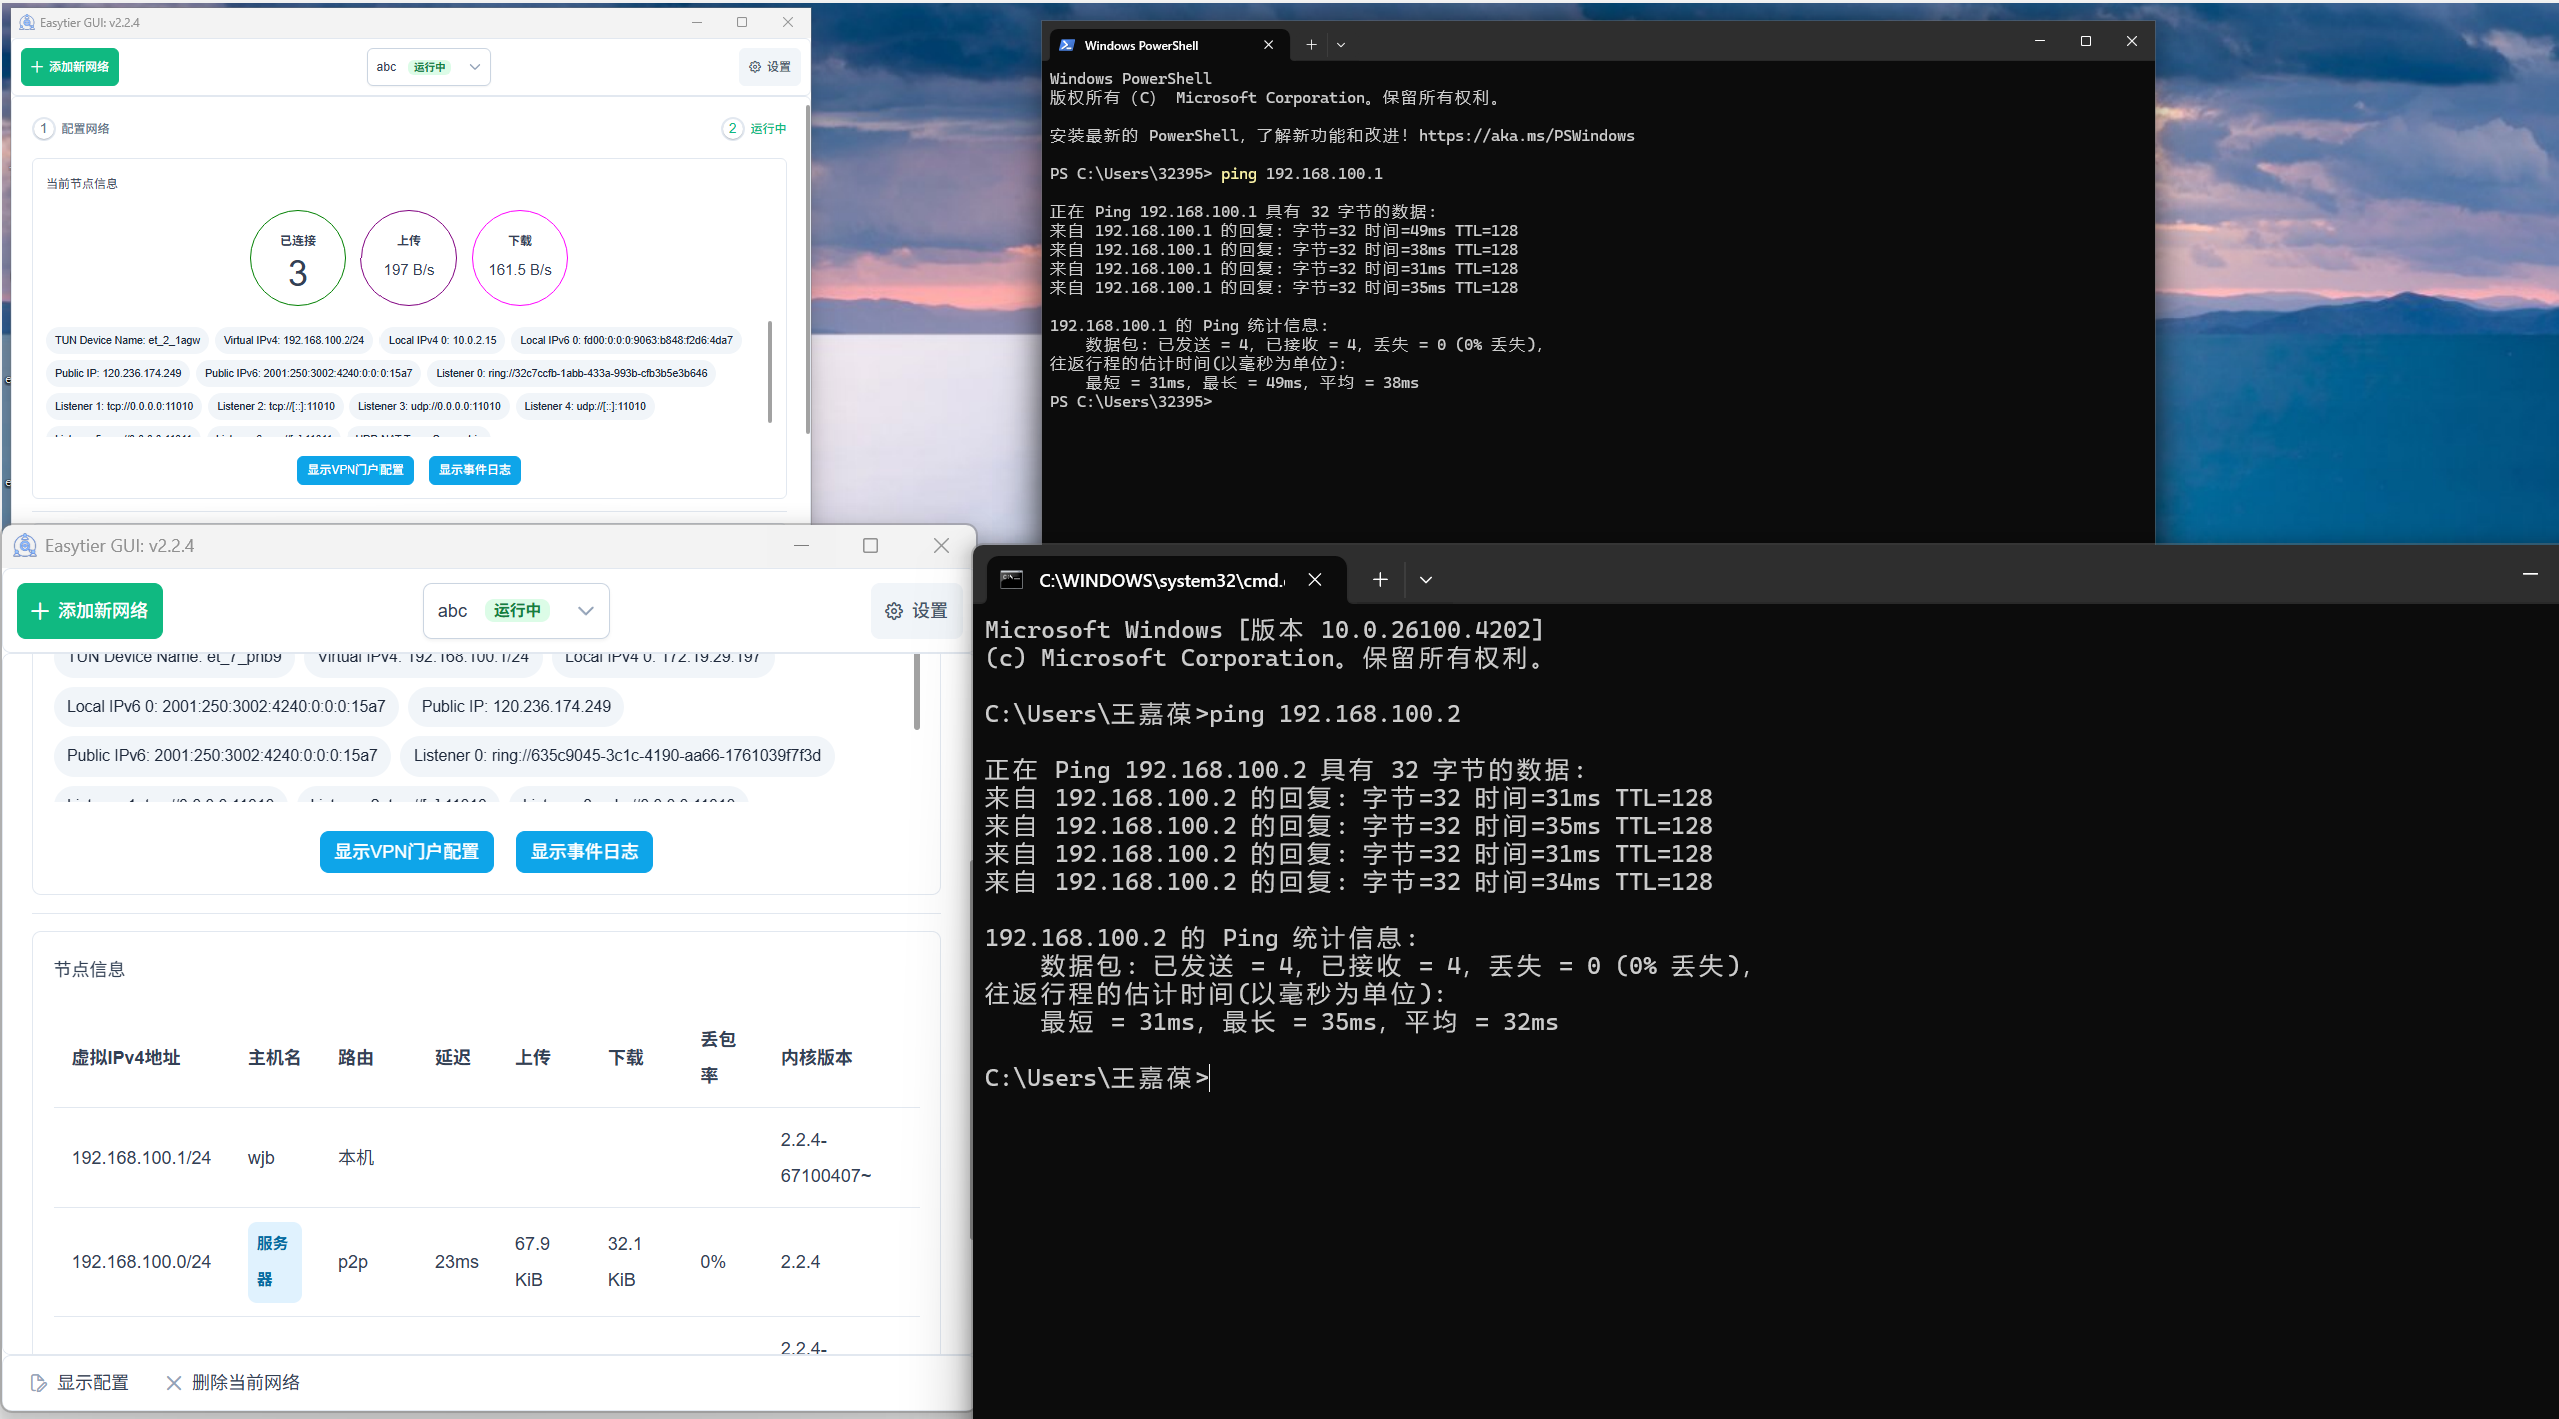 Easytier GUI: v2.2.4
添加新网络
abc 运行中
设置
1 配置网络
2 运行中
当前节点信息
已连接
3
上传
197 B/s
下载
161.5 B/s
TUN Device Name: et_2_1agw
Virtual IPv4: 192.168.100.2/24
Local IPv4 0: 10.0.2.15
Local IPv6 0: fd00:0:0:0:9063:b848:f2d6:4da7
Public IP: 120.236.174.249
Public IPv6: 2001:250:3002:4240:0:0:0:15a7
Listener 0: ring://32c7ccfb-1abb-433a-993b-cfb3b5e3b646
Listener 1: tcp://0.0.0.0:11010
Listener 2: tcp://[::]:11010
Listener 3: udp://0.0.0.0:11010
Listener 4: udp://[::]:11010
显示VPN门户配置
显示事件日志
Windows PowerShell
Windows PowerShell
版权所有 (C) Microsoft Corporation。保留所有权利。
安装最新的 PowerShell，了解新功能和改进！https://aka.ms/PSWindows
PS C:\Users\32395> ping 192.168.100.1
正在 Ping 192.168.100.1 具有 32 字节的数据:
来自 192.168.100.1 的回复: 字节=32 时间=49ms TTL=128
来自 192.168.100.1 的回复: 字节=32 时间=38ms TTL=128
来自 192.168.100.1 的回复: 字节=32 时间=31ms TTL=128
来自 192.168.100.1 的回复: 字节=32 时间=35ms TTL=128
192.168.100.1 的 Ping 统计信息:
数据包: 已发送 = 4，已接收 = 4，丢失 = 0 (0% 丢失)，
往返行程的估计时间(以毫秒为单位):
最短 = 31ms，最长 = 49ms，平均 = 38ms
PS C:\Users\32395>
Easytier GUI: v2.2.4
添加新网络
abc 运行中
设置
TUN Device Name: et_7_pnb9
Virtual IPv4: 192.168.100.1/24
Local IPv4 0: 172.19.29.197
Local IPv6 0: 2001:250:3002:4240:0:0:0:15a7
Public IP: 120.236.174.249
Public IPv6: 2001:250:3002:4240:0:0:0:15a7
Listener 0: ring://635c9045-3c1c-4190-aa66-1761039f7f3d
显示VPN门户配置
显示事件日志
节点信息
虚拟IPv4地址 主机名 路由 延迟 上传 下载 丢包率 内核版本
192.168.100.1/24 wjb 本机 2.2.4-67100407~
192.168.100.0/24 服务器 p2p 23ms 67.9 KiB 32.1 KiB 0% 2.2.4
2.2.4-
显示配置
删除当前网络
C:\WINDOWS\system32\cmd.
Microsoft Windows [版本 10.0.26100.4202]
(c) Microsoft Corporation。保留所有权利。
C:\Users\王嘉葆>ping 192.168.100.2
正在 Ping 192.168.100.2 具有 32 字节的数据:
来自 192.168.100.2 的回复: 字节=32 时间=31ms TTL=128
来自 192.168.100.2 的回复: 字节=32 时间=35ms TTL=128
来自 192.168.100.2 的回复: 字节=32 时间=31ms TTL=128
来自 192.168.100.2 的回复: 字节=32 时间=34ms TTL=128
192.168.100.2 的 Ping 统计信息:
数据包: 已发送 = 4，已接收 = 4，丢失 = 0 (0% 丢失)，
往返行程的估计时间(以毫秒为单位):
最短 = 31ms，最长 = 35ms，平均 = 32ms
C:\Users\王嘉葆>